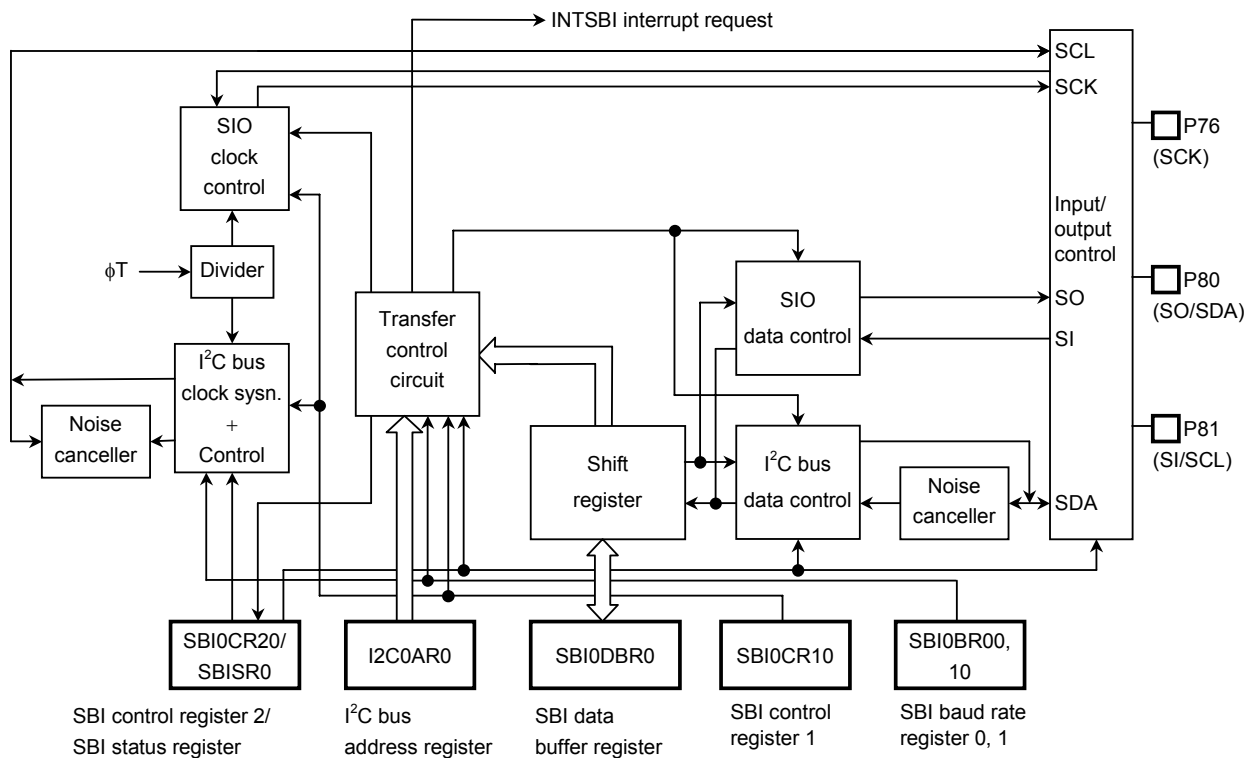 INTSBI interrupt request
SCL
SCK
SIO
clock
control
P76
(SCK)
Input/
output
control
φT
Divider
SIO
data control
SO
SI
P80
(SO/SDA)
Transfer
control
circuit
I²C bus
clock sysn.
+
Control
Noise
canceller
Shift
register
I²C bus
data control
Noise
canceller
SDA
P81
(SI/SCL)
SBI0CR20/
SBISR0
I2C0AR0
SBI0DBR0
SBI0CR10
SBI0BR00,
10
SBI control register 2/
SBI status register
I²C bus
address register
SBI data
buffer register
SBI control
register 1
SBI baud rate
register 0, 1